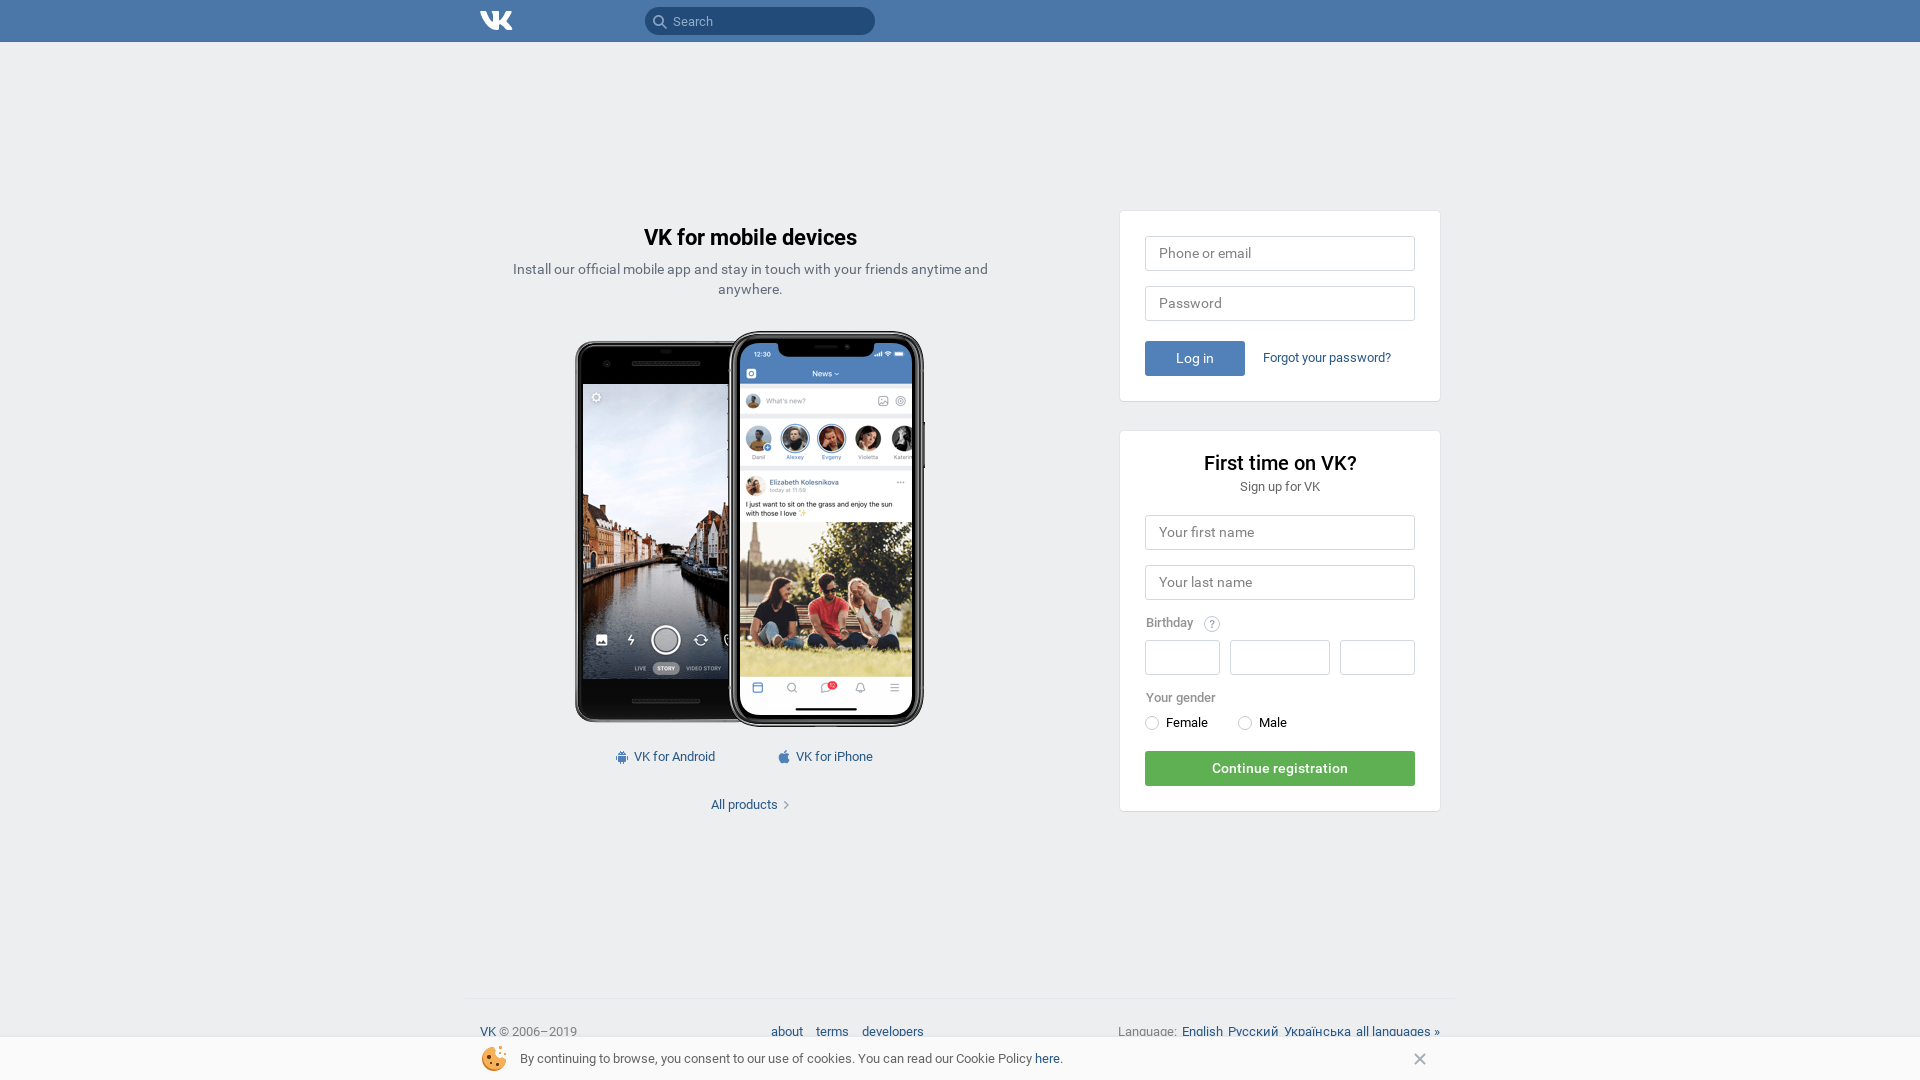 Search
VK for mobile devices
Install our official mobile app and stay in touch with your friends anytime and
anywhere.
12:30
News
What's new?
Danil
Alexey
Evgeny
Violetta
Elizabeth Kolesnikova
today at 11:59
I just want to sit on the grass and enjoy the sun
with those I love ✨
LIVE
STORY
VIDEO STORY
VK for Android
VK for iPhone
All products
Phone or email
Password
Log in
Forgot your password?
First time on VK?
Sign up for VK
Your first name
Your last name
Birthday
?
Your gender
Female
Male
Continue registration
VK © 2006–2019
about terms developers
Language: English Русский Українська all languages »
By continuing to browse, you consent to our use of cookies. You can read our Cookie Policy here.